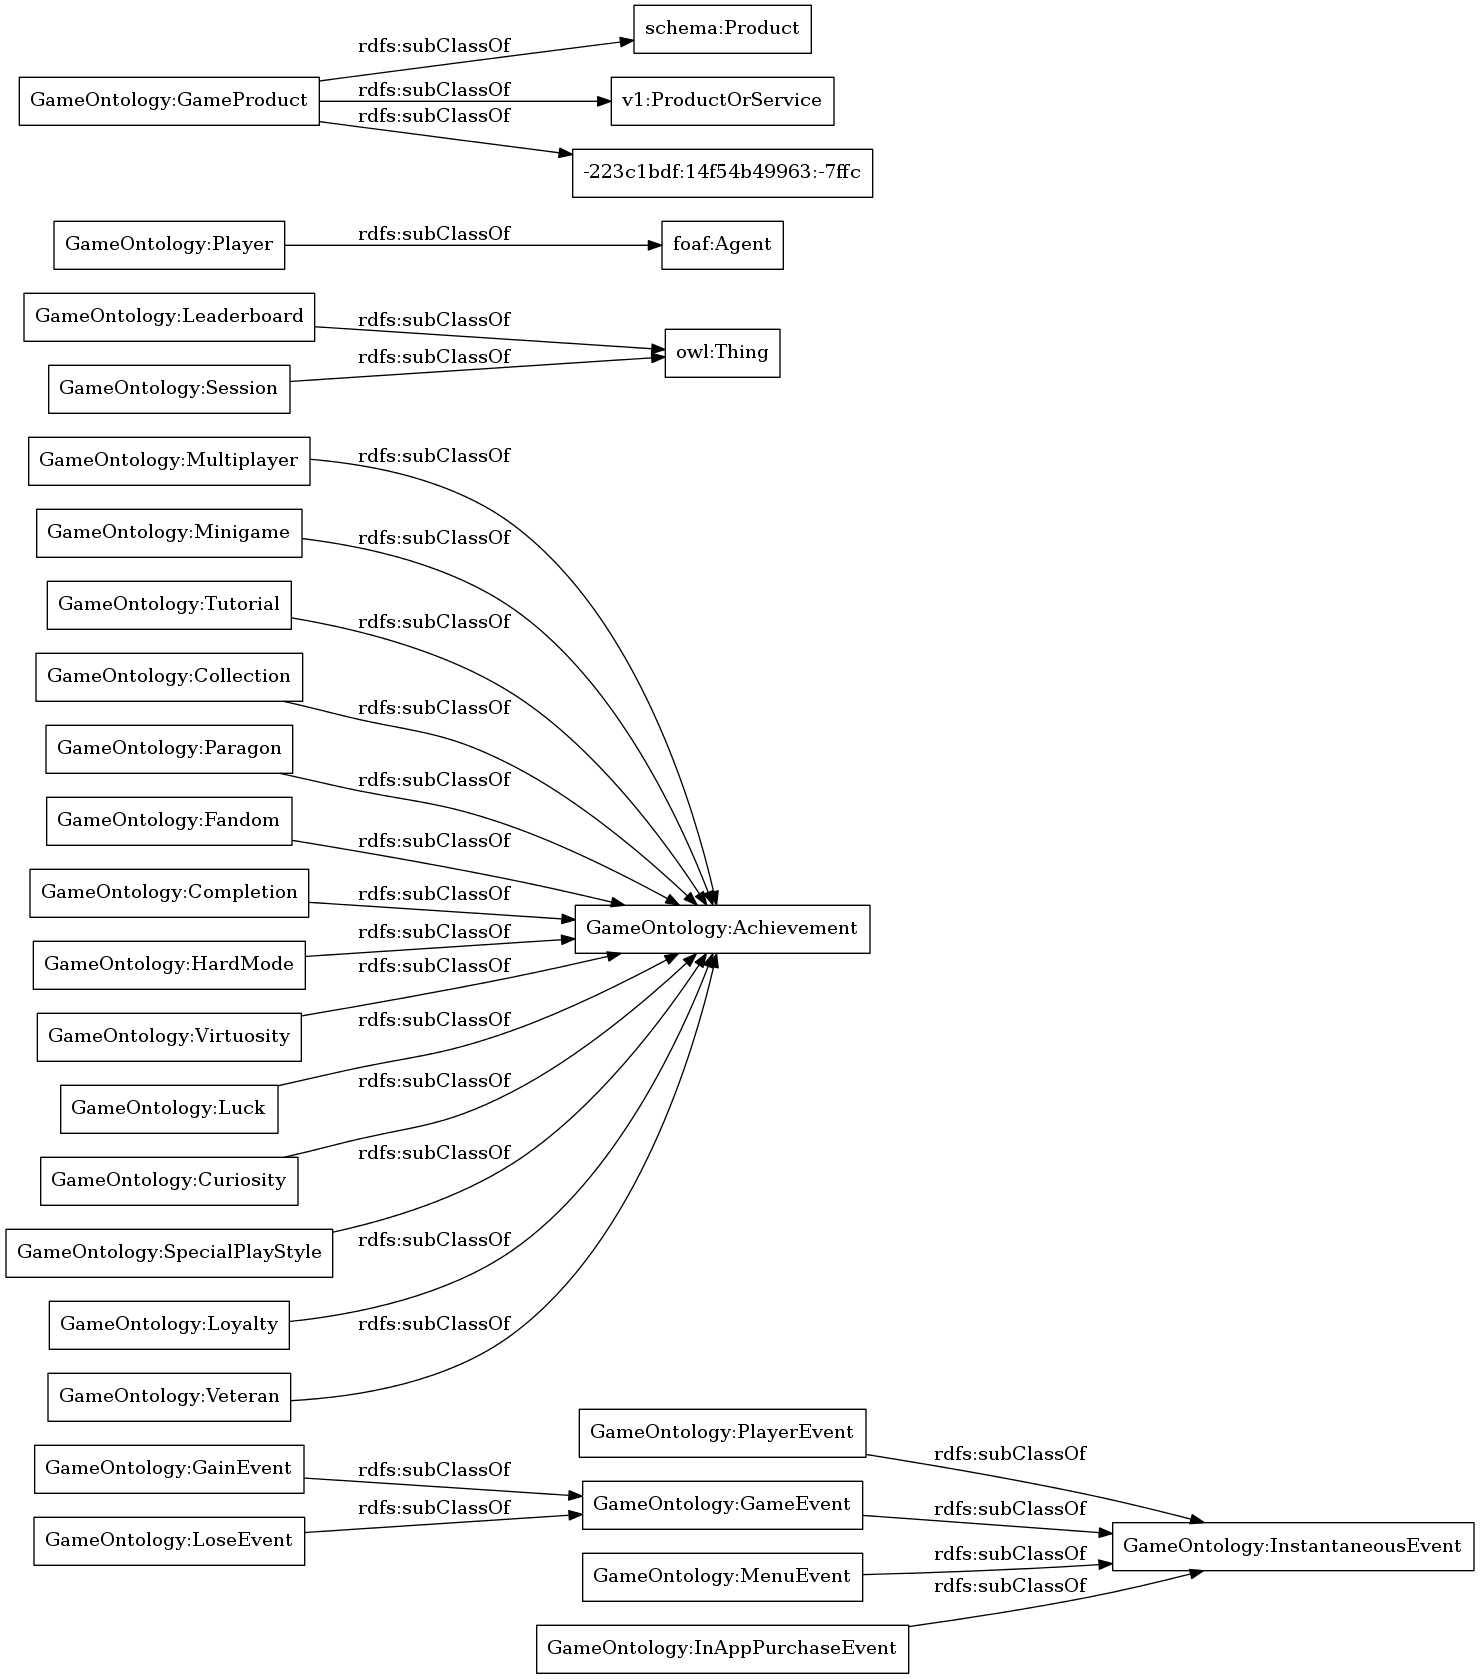 schema:Product
rdfs:subClassOf
GameOntology:GameProduct
rdfs:subClassOf
v1:ProductOrService
rdfs:subClassOf
-223c1bdf:14f54b49963:-7ffc
GameOntology:Player
rdfs:subClassOf
foaf:Agent
GameOntology:Leaderboard
rdfs:subClassOf
owl:Thing
rdfs:subClassOf
GameOntology:Session
GameOntology:Multiplayer
rdfs:subClassOf
GameOntology:Minigame
rdfs:subClassOf
GameOntology:Tutorial
rdfs:subClassOf
GameOntology:Collection
rdfs:subClassOf
GameOntology:Paragon
rdfs:subClassOf
GameOntology:Fandom
rdfs:subClassOf
GameOntology:Completion
rdfs:subClassOf
GameOntology:Achievement
rdfs:subClassOf
GameOntology:HardMode
rdfs:subClassOf
GameOntology:Virtuosity
rdfs:subClassOf
GameOntology:Luck
rdfs:subClassOf
GameOntology:Curiosity
rdfs:subClassOf
GameOntology:SpecialPlayStyle
rdfs:subClassOf
GameOntology:Loyalty
rdfs:subClassOf
GameOntology:Veteran
GameOntology:PlayerEvent
rdfs:subClassOf
GameOntology:GainEvent
rdfs:subClassOf
GameOntology:GameEvent
rdfs:subClassOf
rdfs:subClassOf
GameOntology:LoseEvent
GameOntology:InstantaneousEvent
rdfs:subClassOf
GameOntology:MenuEvent
rdfs:subClassOf
GameOntology:InAppPurchaseEvent